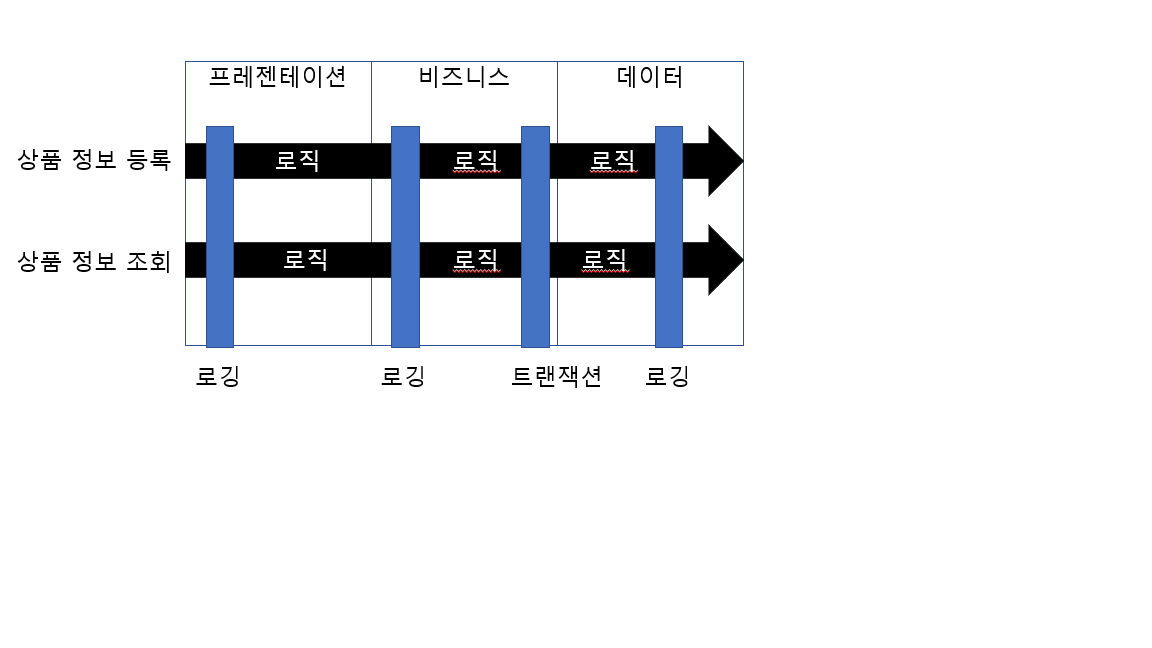 프레젠테이션 비즈니스 데이터
상품 정보 등록 로직 로직 로직
상품 정보 조회 로직 로직 로직
로깅 로깅 트랜잭션 로깅